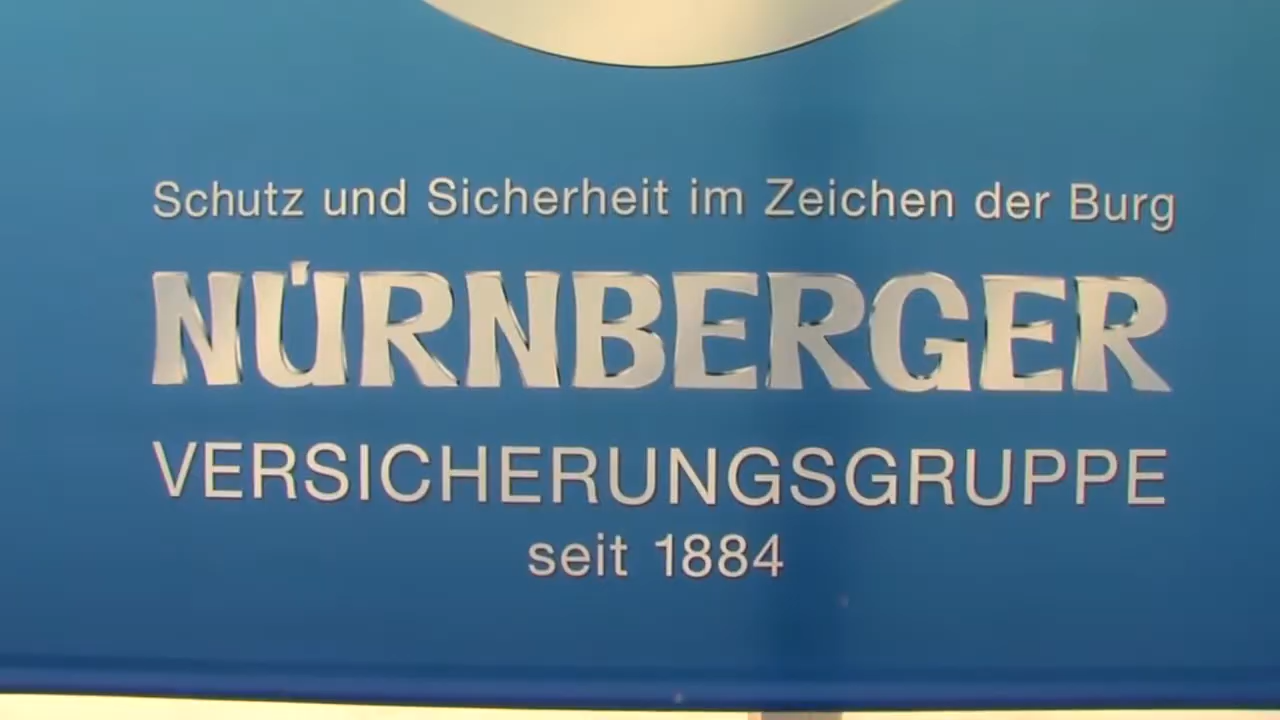 Schutz und Sicherheit im Zeichen der Burg
NÜRNBERGER
VERSICHERUNGSGRUPPE
seit 1884